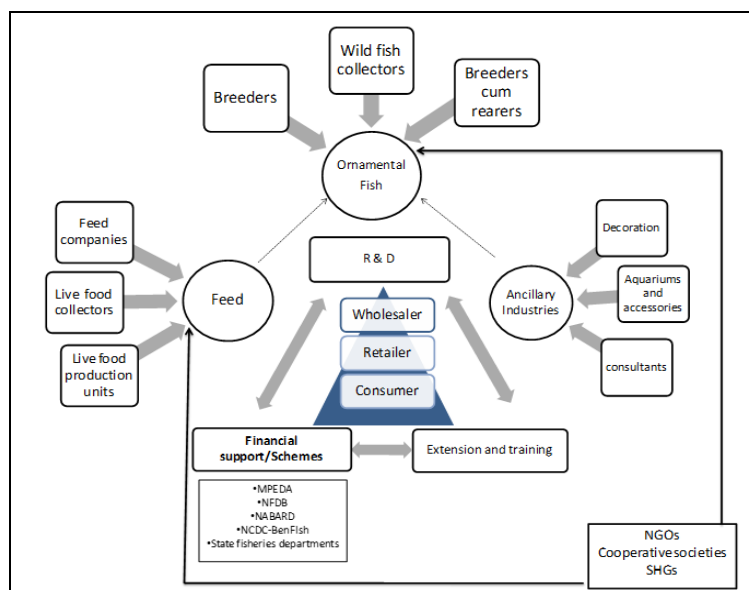 Wild fish
collectors
Breeders
Breeders
cum
rearers
Ornamental
Fish
Feed
companies
Live food
collectors
Live food
production
units
Feed
R & D
Wholesaler
Retailer
Consumer
Ancillary
Industries
Decoration
Aquariums and
accessories
consultants
Financial
support/Schemes
Extension and training
•MPEDA
•NFDB
•NABARD
•NCDC-BenFIsh
•State fisheries departments
NGOs
Cooperative societies
SHGs